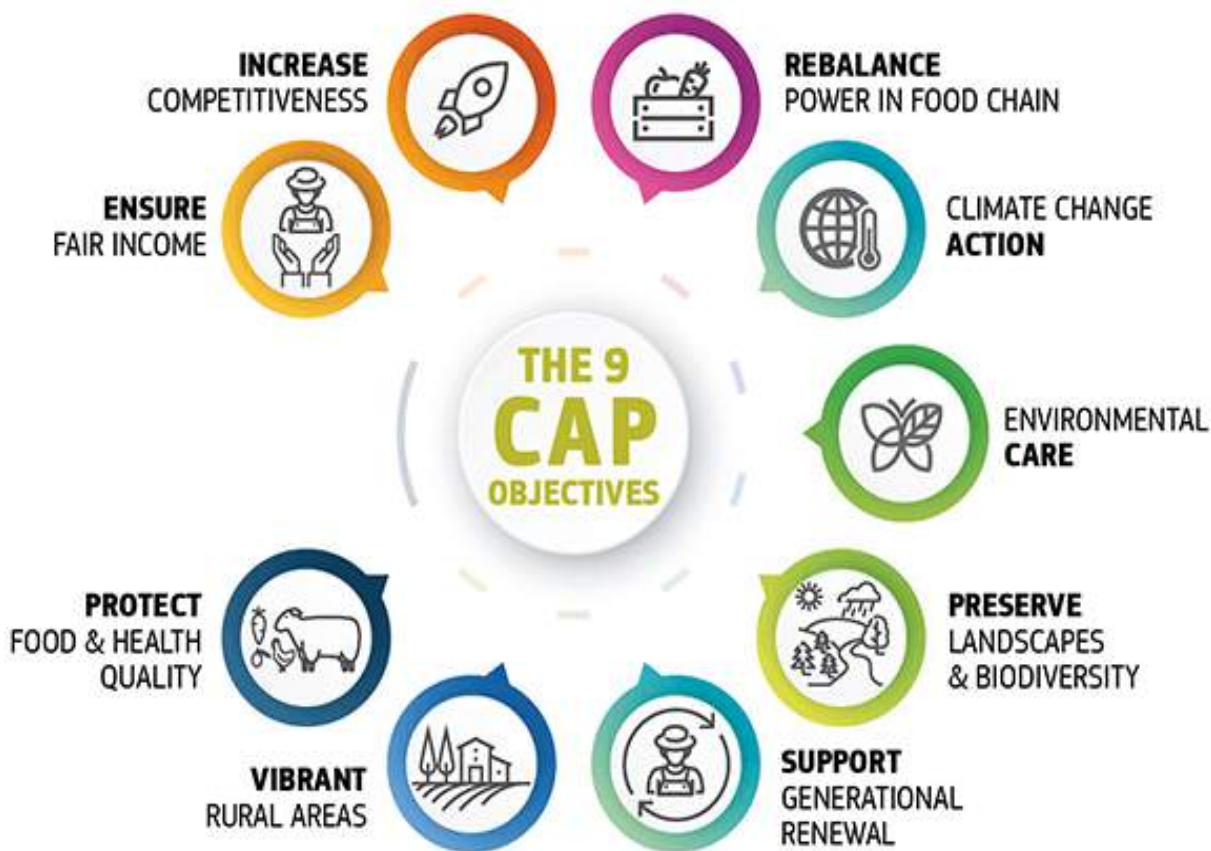 THE 9
CAP
OBJECTIVES
ENSURE
FAIR INCOME
INCREASE
COMPETITIVENESS
REBALANCE
POWER IN FOOD CHAIN
CLIMATE CHANGE
ACTION
ENVIRONMENTAL
CARE
PRESERVE
LANDSCAPES
& BIODIVERSITY
SUPPORT
GENERATIONAL
RENEWAL
VIBRANT
RURAL AREAS
PROTECT
FOOD & HEALTH
QUALITY